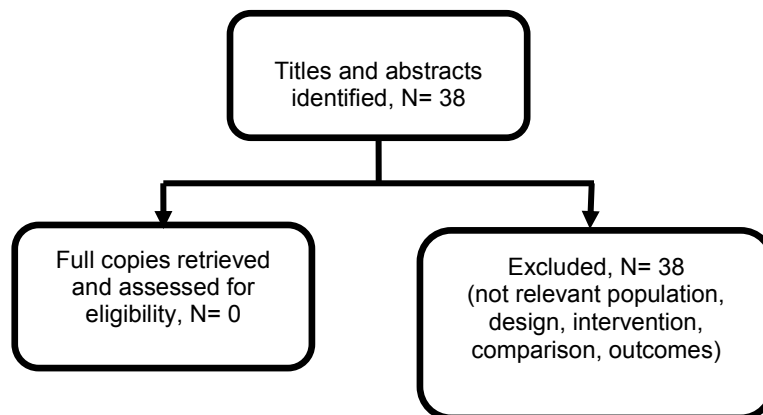 Titles and abstracts
identified, N= 38
Full copies retrieved
and assessed for
eligibility, N= 0
Excluded, N= 38
(not relevant population,
design, intervention,
comparison, outcomes)